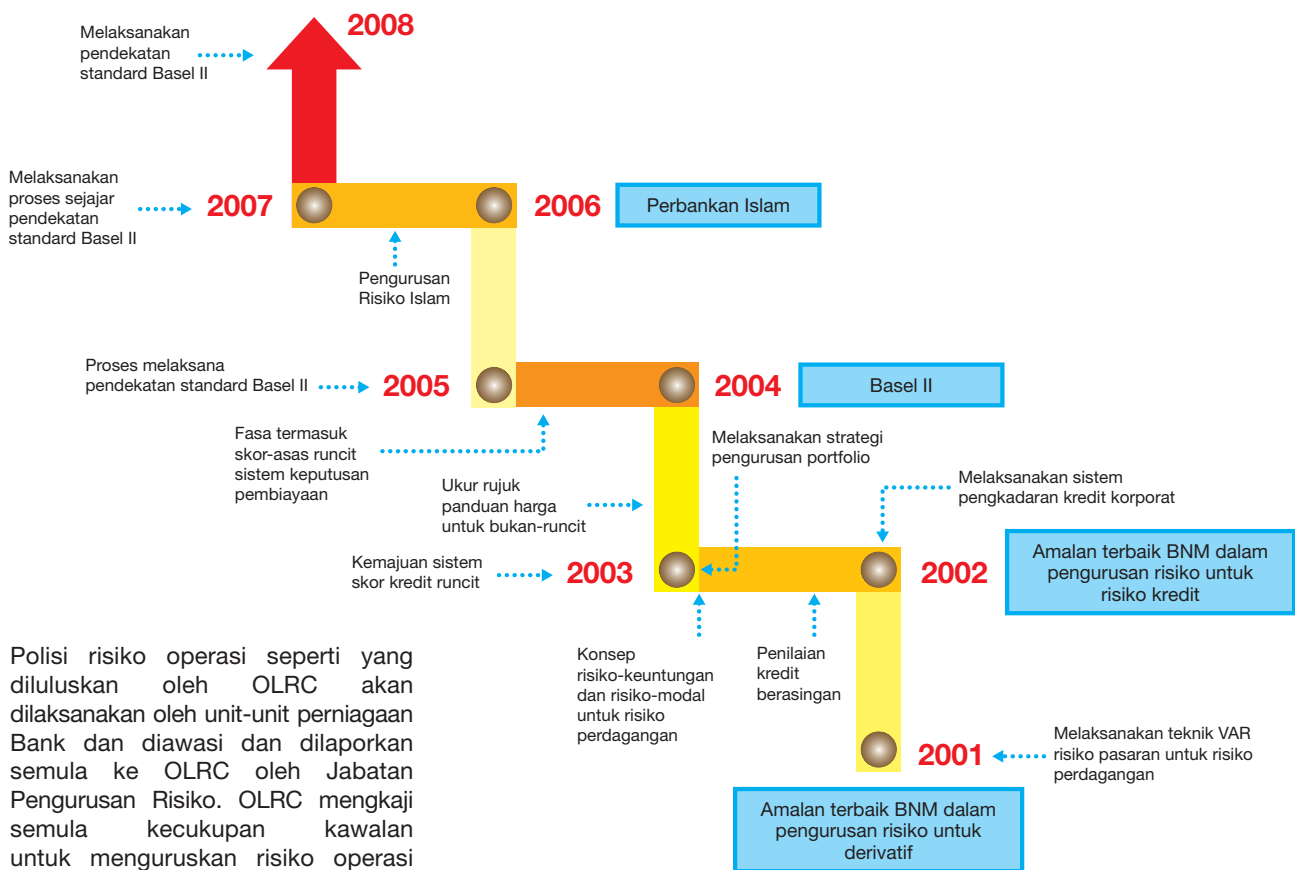 Melaksanakan
pendekatan
standard Basel II
2008
Melaksanakan
proses sejajar
pendekatan
standard Basel II
2007
2006
Perbankan Islam
Pengurusan
Risiko Islam
Proses melaksana
pendekatan standard Basel II
2005
2004
Basel II
Fasa termasuk
skor-asas runcit
sistem keputusan
pembiayaan
Melaksanakan strategi
pengurusan portfolio
Ukur rujuk
panduan harga
untuk bukan-runcit
Melaksanakan sistem
pengkadaran kredit korporat
Kemajuan sistem
skor kredit runcit
2003
2002
Amalan terbaik BNM dalam
pengurusan risiko untuk
risiko kredit
Konsep
risiko-keuntungan
dan risiko-modal
untuk risiko
perdagangan
Penilaian
kredit
berasingan
2001
Melaksanakan teknik VAR
risiko pasaran untuk risiko
perdagangan
Amalan terbaik BNM dalam
pengurusan risiko untuk
derivatif
Polisi risiko operasi seperti yang
diluluskan oleh OLRC akan
dilaksanakan oleh unit-unit perniagaan
Bank dan diawasi dan dilaporkan
semula ke OLRC oleh Jabatan
Pengurusan Risiko. OLRC mengkaji
semula kecukupan kawalan
untuk menguruskan risiko operasi